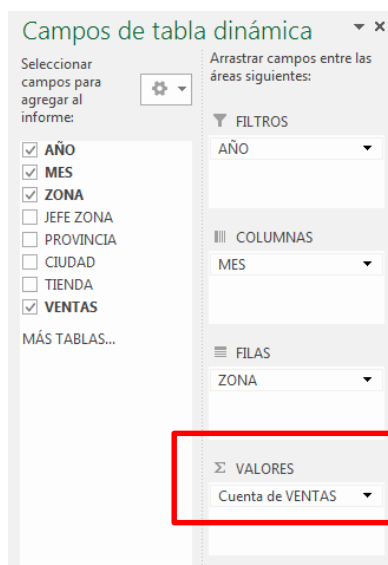 Campos de tabla dinámica
Seleccionar
campos para
agregar al
informe:
AÑO
MES
ZONA
JEFE ZONA
PROVINCIA
CIUDAD
TIENDA
VENTAS
MÁS TABLAS...
Arrastrar campos entre las
áreas siguientes:
FILTROS
AÑO
COLUMNAS
MES
FILAS
ZONA
Σ VALORES
Cuenta de VENTAS